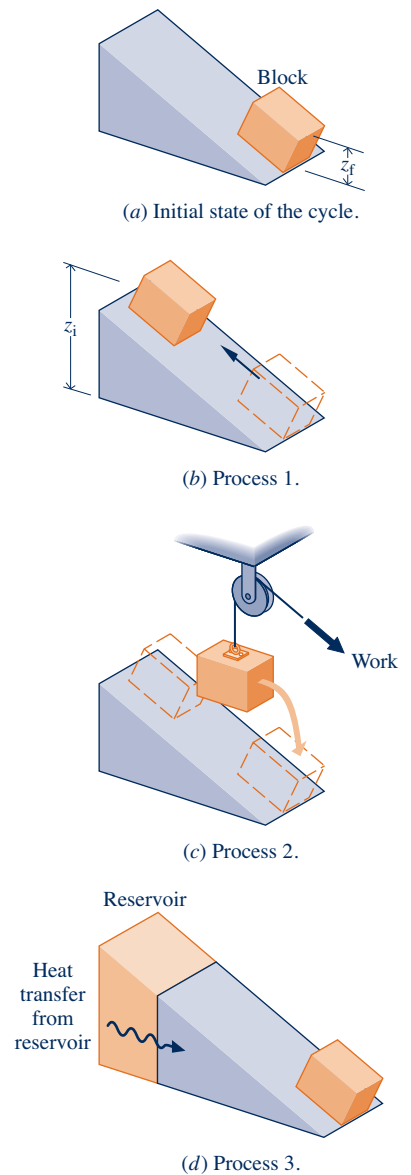 Block
z_f
(a) Initial state of the cycle.
z_i
(b) Process 1.
Work
(c) Process 2.
Reservoir
Heat
transfer
from
reservoir
(d) Process 3.